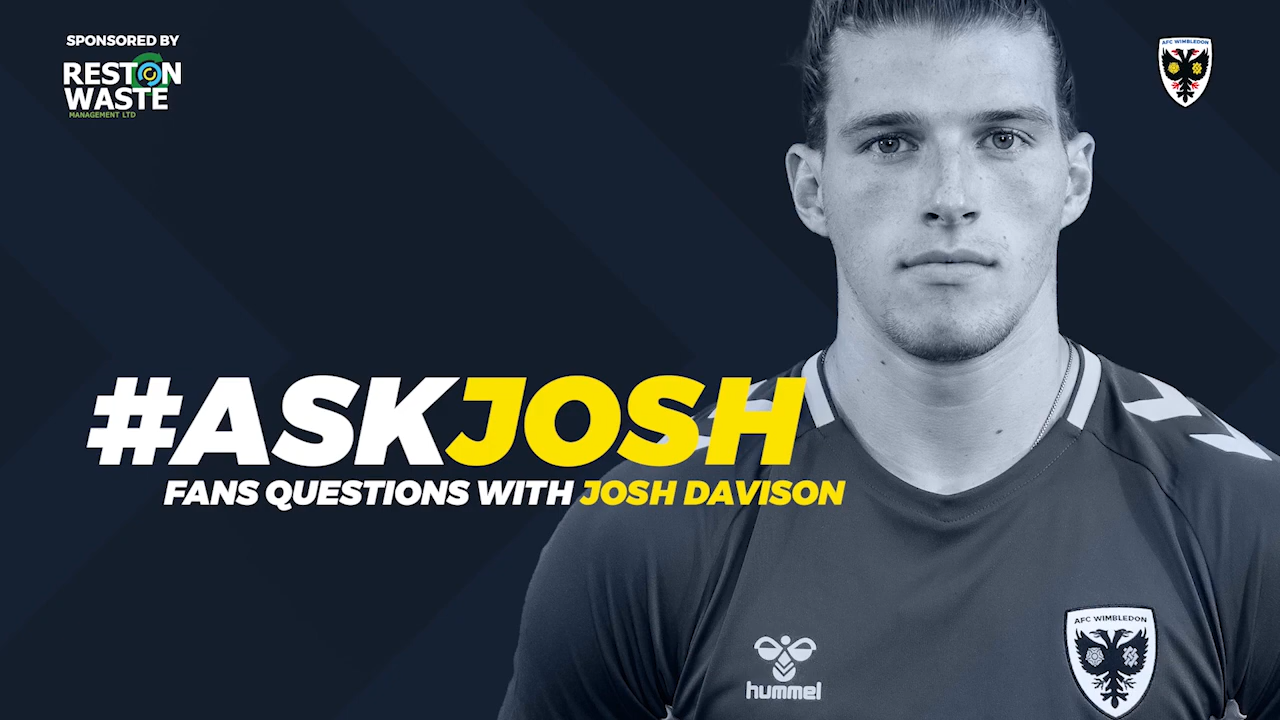 SPONSORED BY
RESTON
WASTE
MANAGEMENT LTD
AFC WIMBLEDON
#ASKJOSH
FANS QUESTIONS WITH JOSH DAVISON
hummel
AFC WIMBLEDON